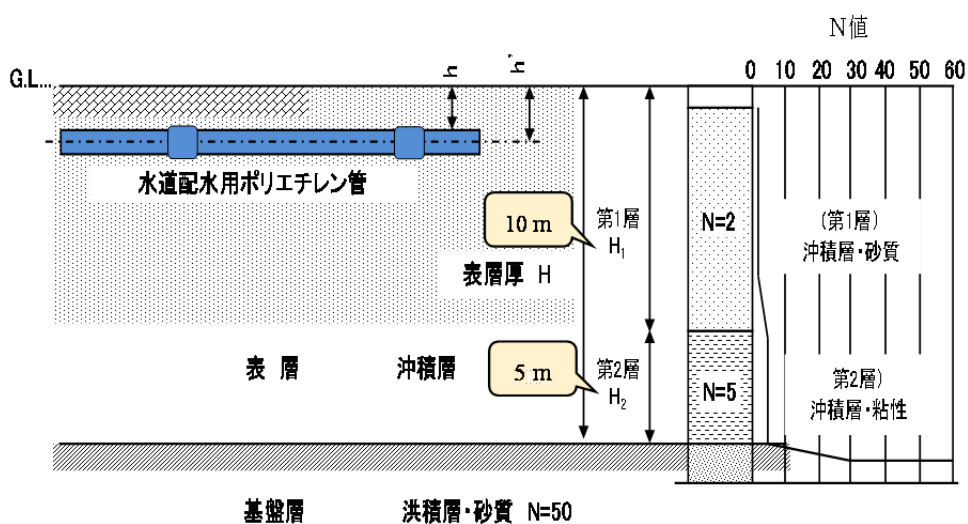 N値
0 10 20 30 40 50 60
G.L.
h h'
水道配水用ポリエチレン管
10 m
第1層
H₁
表層厚 H
N=2
(第1層)
沖積層・砂質
表 層 沖積層
5 m
第2層
H₂
N=5
第2層)
沖積層・粘性
基盤層 洪積層・砂質 N=50